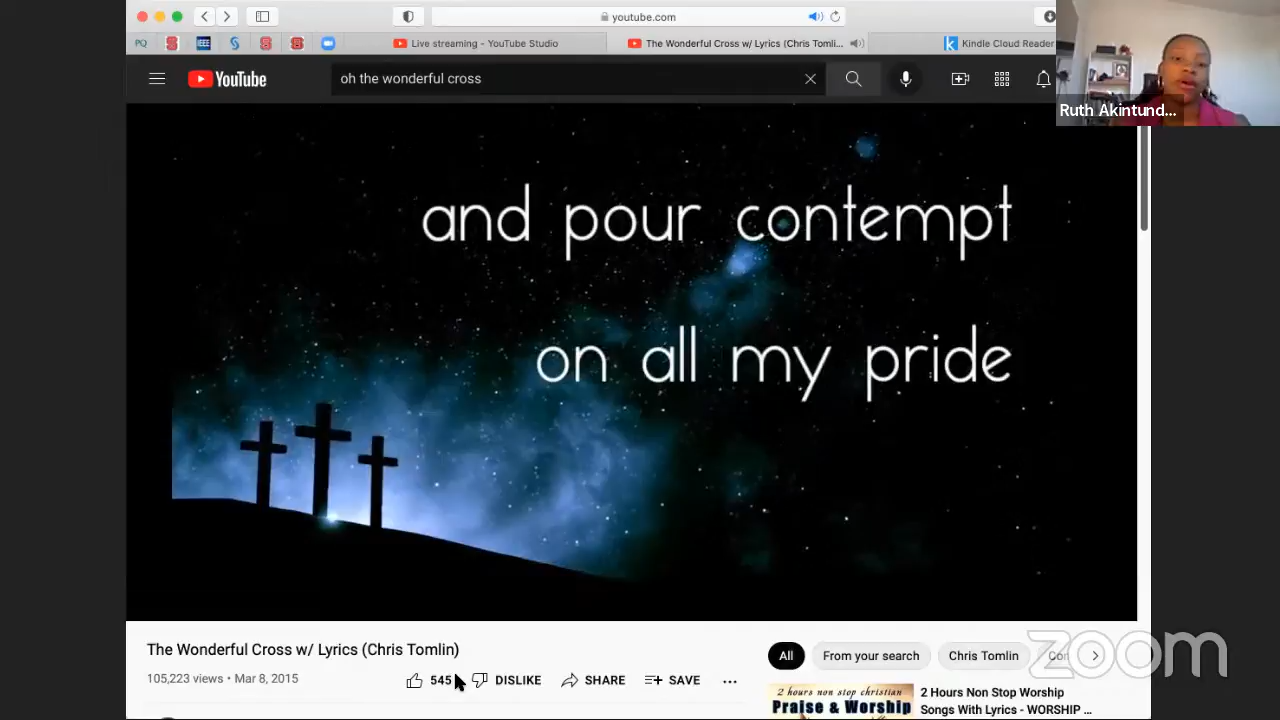 youtube.com
PQ
IEEE
Live streaming - YouTube Studio
The Wonderful Cross w/ Lyrics (Chris Tomli...
Kindle Cloud Reader
YouTube
oh the wonderful cross
Ruth Akintund...
and pour contempt
on all my pride
The Wonderful Cross w/ Lyrics (Chris Tomlin)
105,223 views • Mar 8, 2015
545
DISLIKE
SHARE
SAVE
All
From your search
Chris Tomlin
zoom
2 hours non stop christian
Praise & Worship
2 Hours Non Stop Worship
Songs With Lyrics - WORSHIP ...